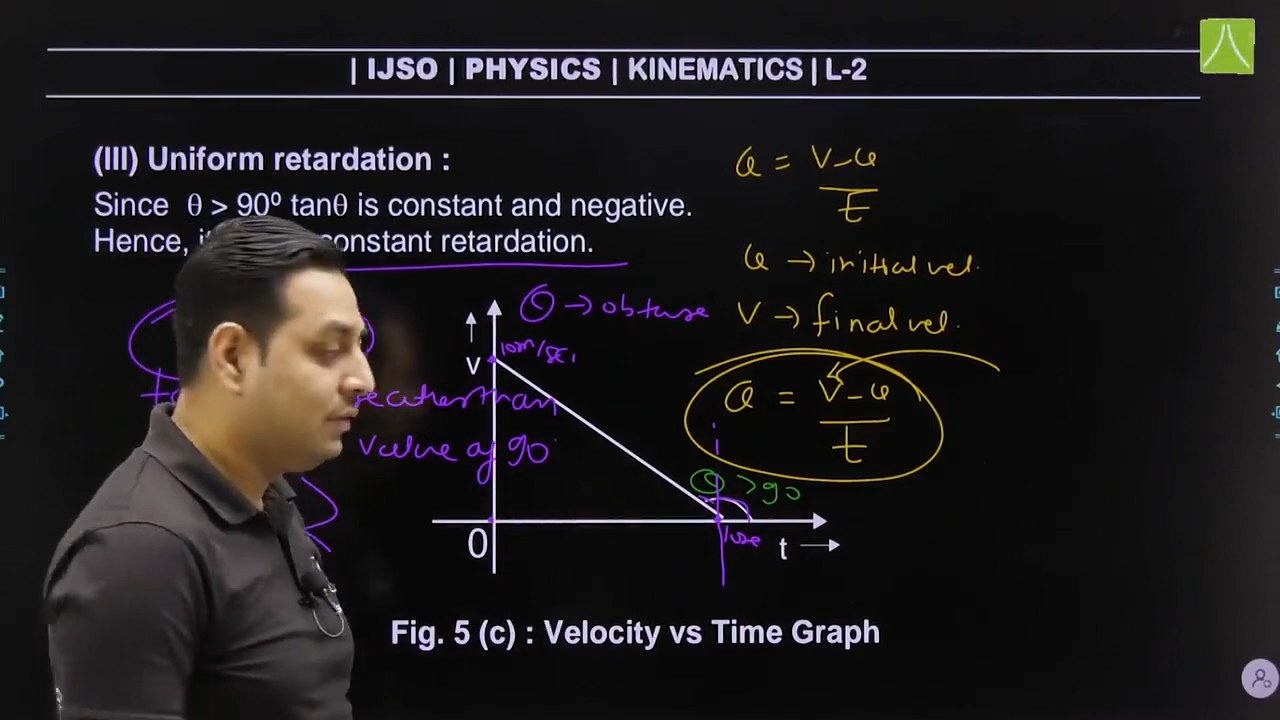 | IJSO | PHYSICS | KINEMATICS | L-2
(III) Uniform retardation :
Since θ > 90º tanθ is constant and negative.
Hence, constant retardation.
a = v-u
t
u → initial vel.
v → final vel.
a = v-u
t
θ → obtuse
10m/sec
v
greater than
value of 90
θ > 90
0
t →
Fig. 5 (c) : Velocity vs Time Graph